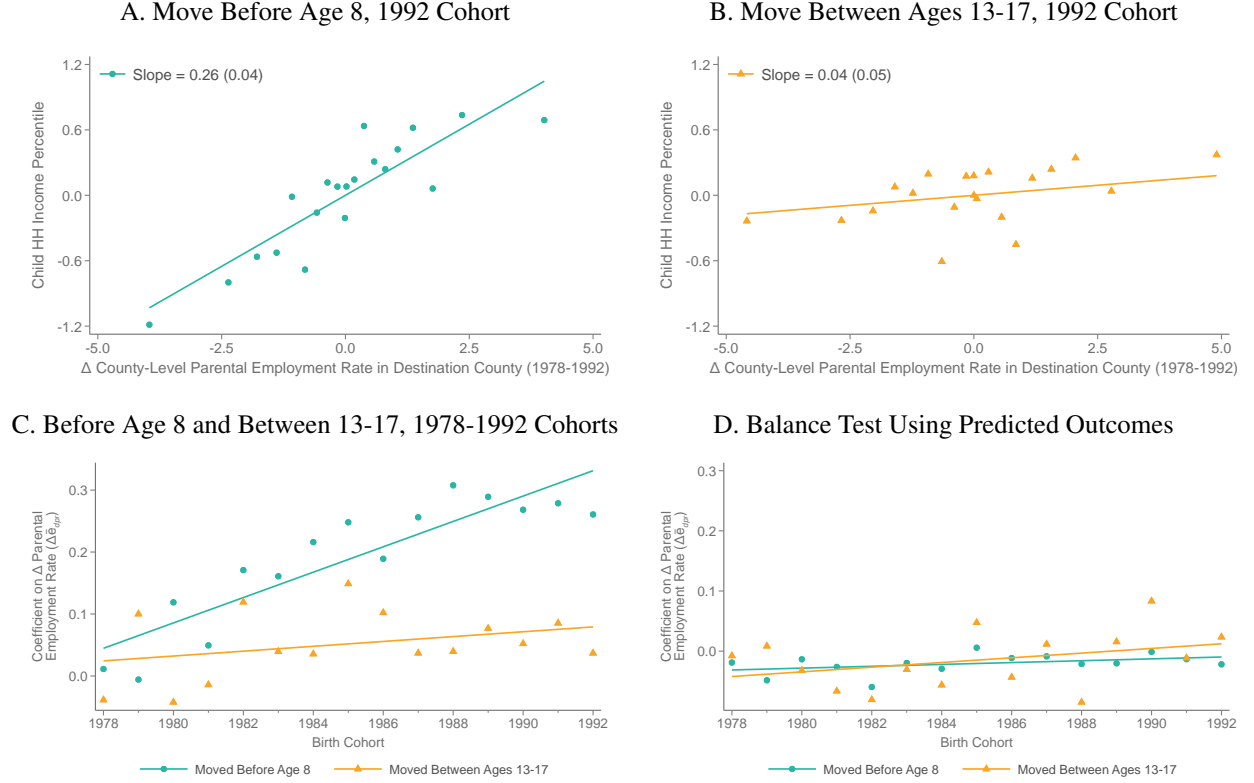 A. Move Before Age 8, 1992 Cohort
Slope = 0.26 (0.04)
Child HH Income Percentile
1.2
0.6
0.0
-0.6
-1.2
-5.0 -2.5 0.0 2.5 5.0
Δ County-Level Parental Employment Rate in Destination County (1978-1992)
B. Move Between Ages 13-17, 1992 Cohort
Slope = 0.04 (0.05)
Child HH Income Percentile
1.2
0.6
0.0
-0.6
-1.2
-5.0 -2.5 0.0 2.5 5.0
Δ County-Level Parental Employment Rate in Destination County (1978-1992)
C. Before Age 8 and Between 13-17, 1978-1992 Cohorts
Coefficient on Δ Parental
Employment Rate (Δē_dpr)
0.3
0.2
0.1
0.0
1978 1980 1982 1984 1986 1988 1990 1992
Birth Cohort
Moved Before Age 8 Moved Between Ages 13-17
D. Balance Test Using Predicted Outcomes
Coefficient on Δ Parental
Employment Rate (Δē_dpr)
0.3
0.2
0.1
0.0
1978 1980 1982 1984 1986 1988 1990 1992
Birth Cohort
Moved Before Age 8 Moved Between Ages 13-17